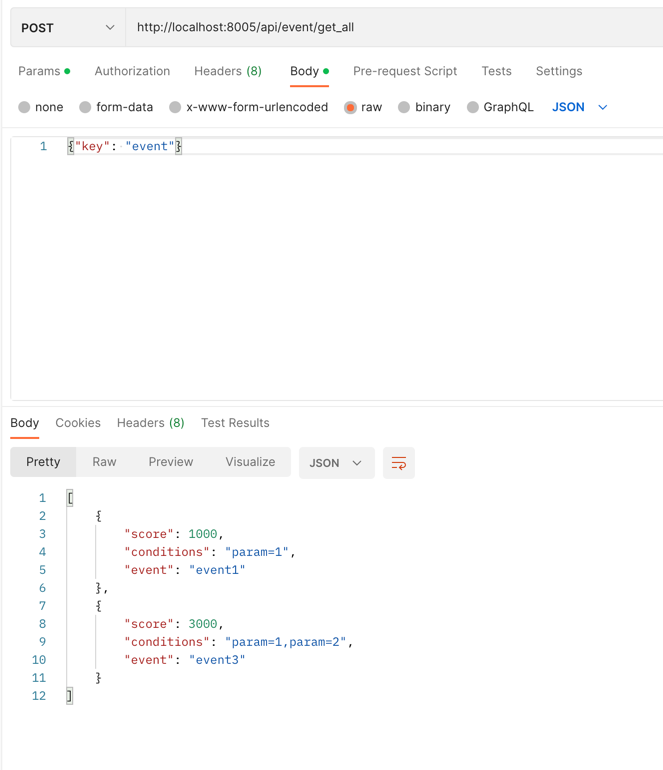 POST http://localhost:8005/api/event/get_all
Params Authorization Headers (8) Body Pre-request Script Tests Settings
none form-data x-www-form-urlencoded raw binary GraphQL JSON
1 {"key": "event"}
Body Cookies Headers (8) Test Results
Pretty Raw Preview Visualize JSON
1 [
2 {
3 "score": 1000,
4 "conditions": "param=1",
5 "event": "event1"
6 },
7 {
8 "score": 3000,
9 "conditions": "param=1,param=2",
10 "event": "event3"
11 }
12 ]